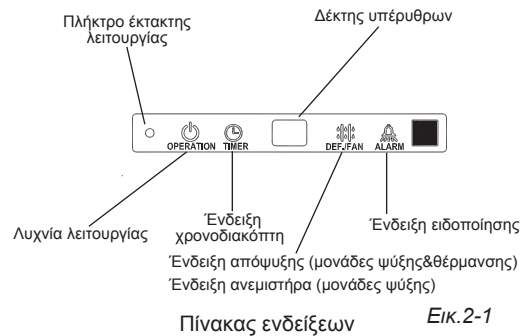 Πλήκτρο έκτακτης
λειτουργίας
Δέκτης υπέρυθρων
OPERATION TIMER DEF./FAN ALARM
Λυχνία λειτουργίας
Ένδειξη
χρονοδιακόπτη
Ένδειξη ειδοποίησης
Ένδειξη απόψυξης (μονάδες ψύξης&θέρμανσης)
Ένδειξη ανεμιστήρα (μονάδες ψύξης)
Πίνακας ενδείξεων
Εικ.2-1